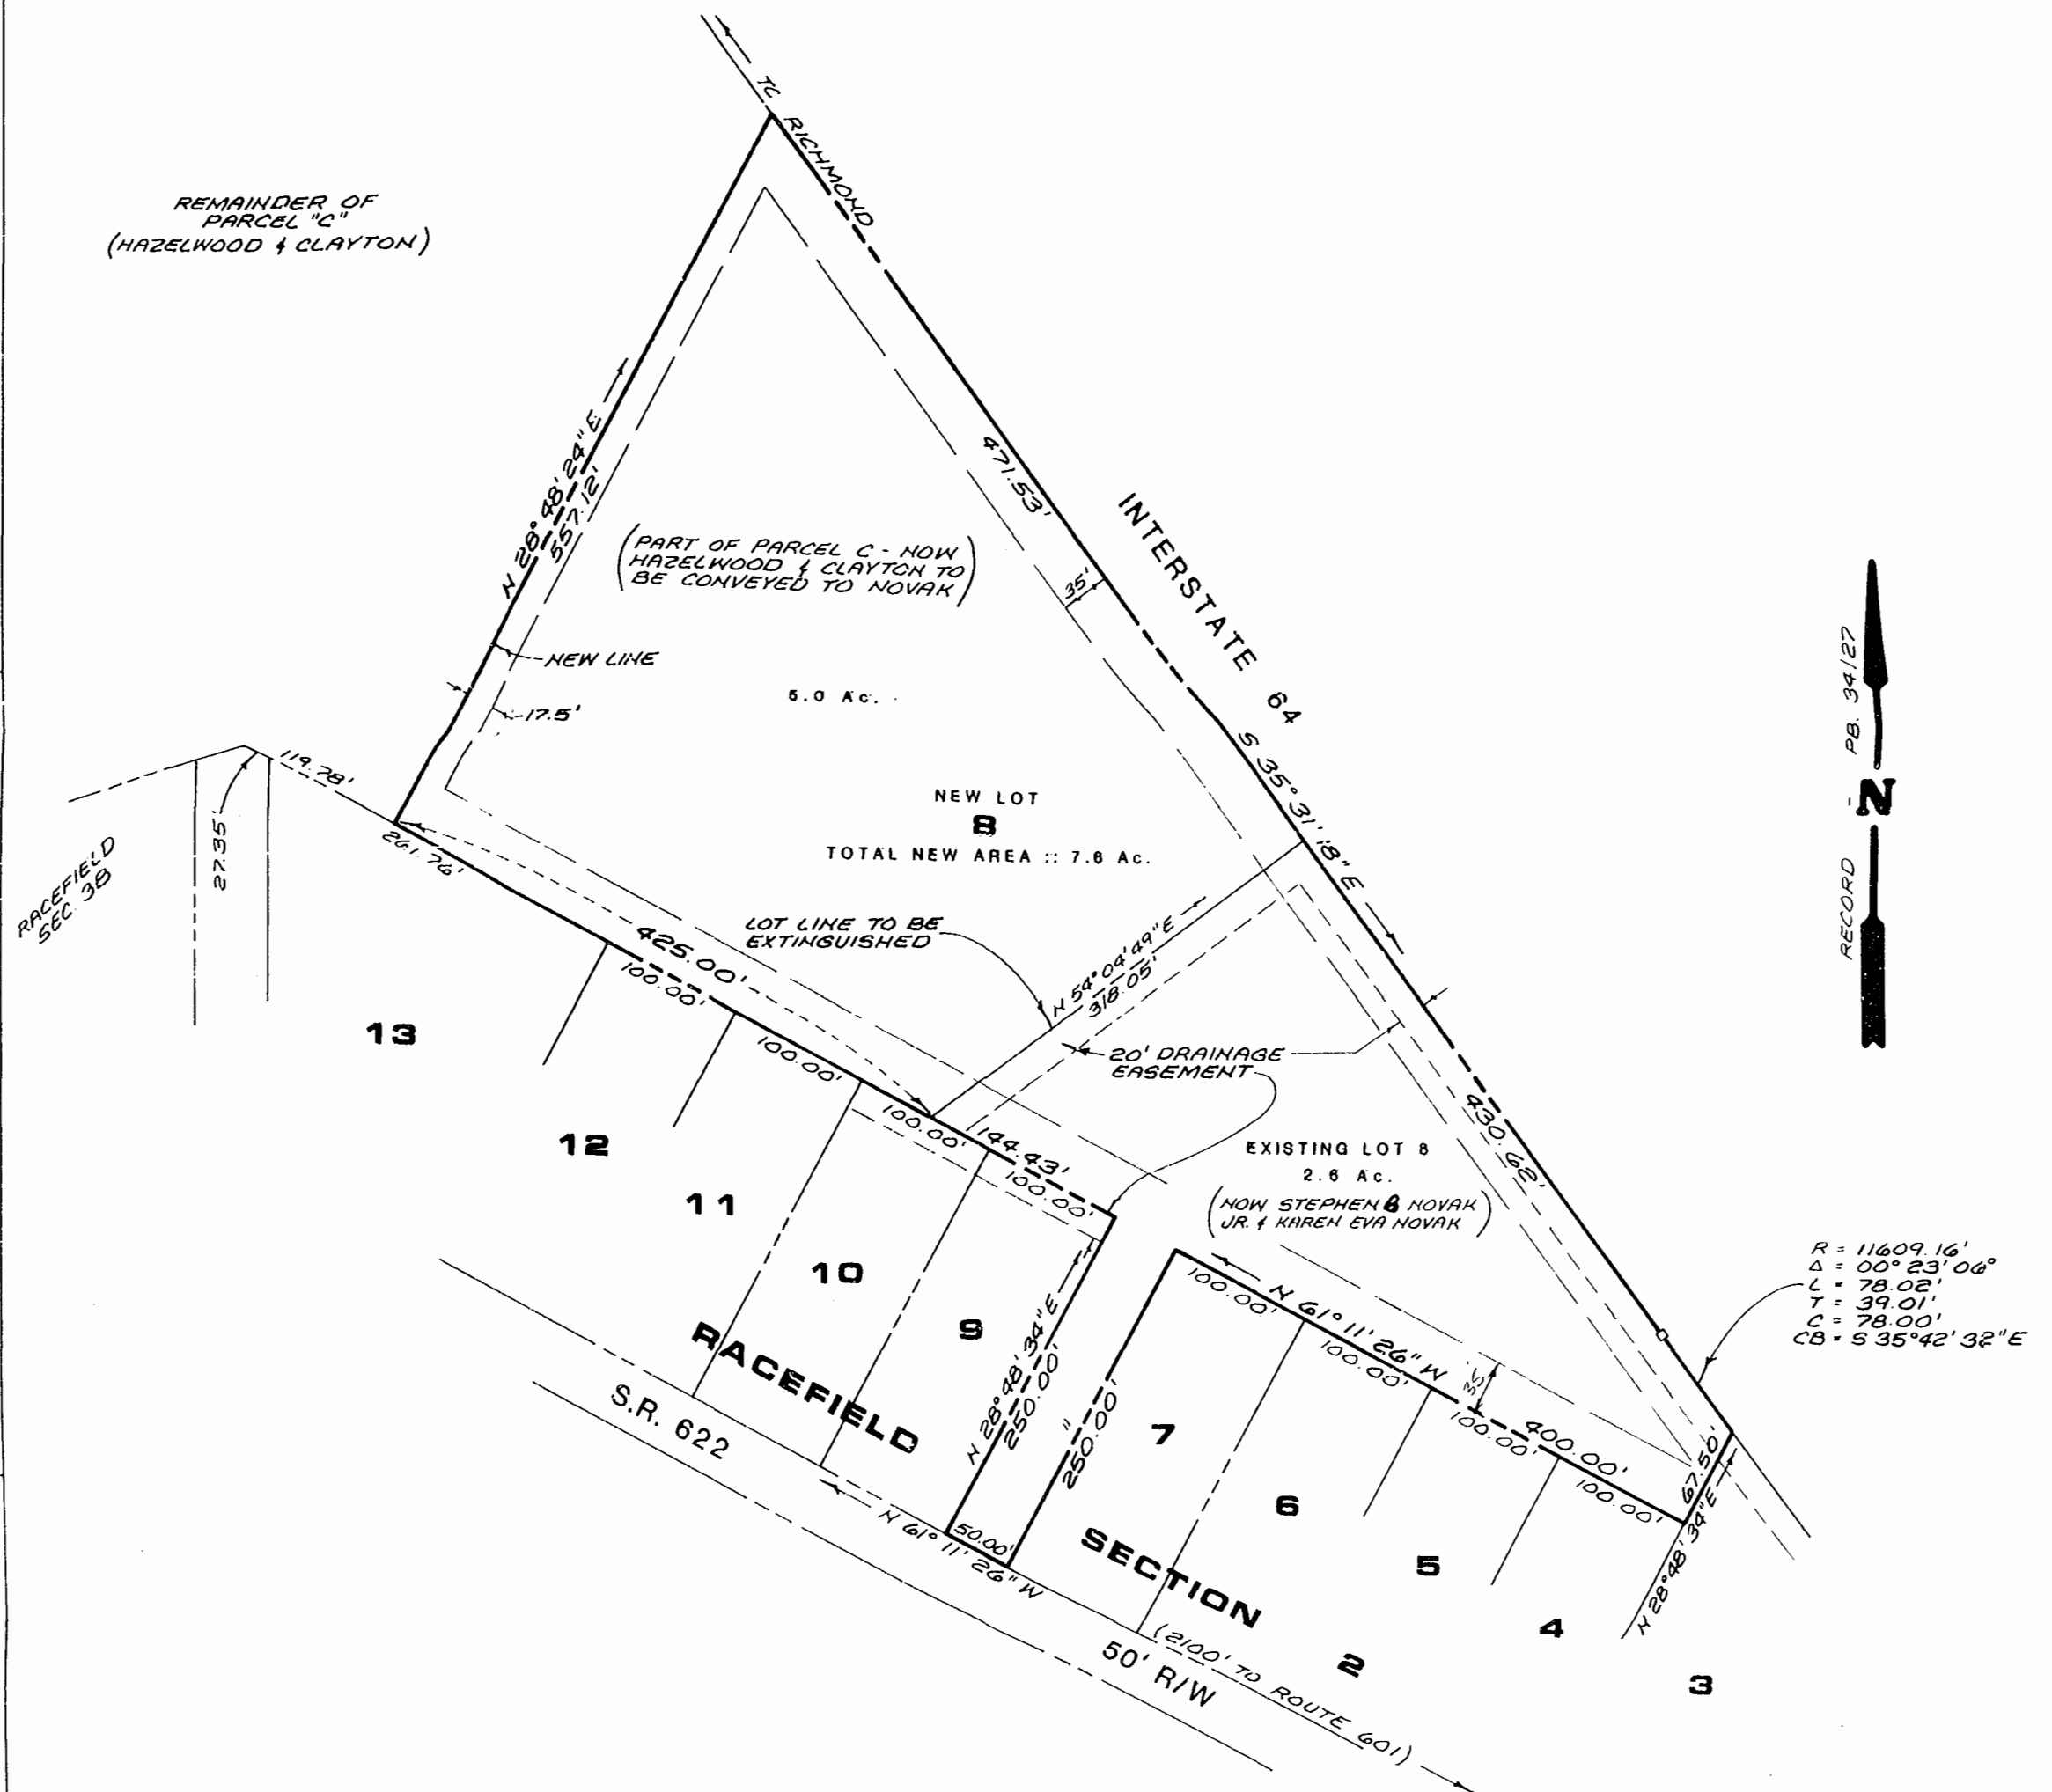 TO RICHMOND
REMAINDER OF
PARCEL "C"
(HAZELWOOD & CLAYTON)
N 28° 48' 24" E
557.12'
471.53'
INTERSTATE 64
(PART OF PARCEL C - NOW
HAZELWOOD & CLAYTON TO
BE CONVEYED TO NOVAK)
35'
NEW LINE
17.5'
5.0 Ac.
S 35° 31' 18" E
RECORD PB. 34/27
N
119.78'
27.35'
RACEFIELD
SEC. 3B
261.76'
NEW LOT
8
TOTAL NEW AREA :: 7.6 Ac.
LOT LINE TO BE
EXTINGUISHED
N 54° 04' 49" E
318.05'
425.00'
100.00'
100.00'
100.00'
144.43'
100.00'
20' DRAINAGE
EASEMENT
430.62'
13
12
11
10
9
EXISTING LOT 8
2.6 Ac.
(NOW STEPHEN B NOVAK
JR. & KAREN EVA NOVAK)
R = 11609.16'
Δ = 00° 23' 06"
L = 78.02'
T = 39.01'
C = 78.00'
CB = S 35° 42' 32" E
N 61° 11' 26" W
100.00'
100.00'
35'
100.00'
400.00'
100.00'
67.50'
N 28° 48' 34" E
N 28° 48' 34" E
250.00'
"
250.00'
RACEFIELD
S.R. 622
50.00'
N 61° 11' 26" W
7
6
5
4
3
SECTION
2
50' R/W
(2100' TO ROUTE 601)